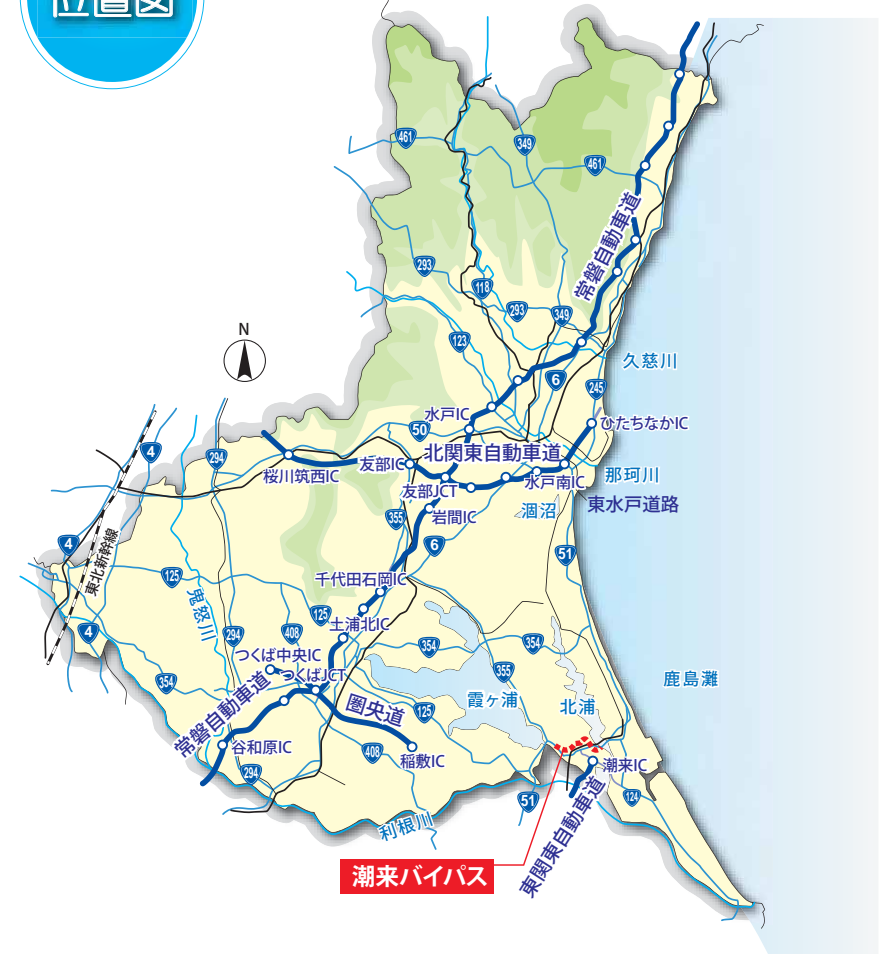 位置図
N
461
349
461
常磐自動車道
293
118
293
349
123
久慈川
6
245
水戸IC
ひたちなかIC
50
北関東自動車道
4
294
桜川筑西IC
友部IC
那珂川
友部JCT
水戸南IC
東水戸道路
355
岩間IC
涸沼
4
東北新幹線
6
51
125
千代田石岡IC
鬼怒川
125
4
294
408
土浦北IC
354
354
つくば中央IC
つくばJCT
355
354
鹿島灘
常磐自動車道
圏央道
125
霞ヶ浦
北浦
谷和原IC
408
稲敷IC
潮来IC
294
51
124
利根川
東関東自動車道
潮来バイパス